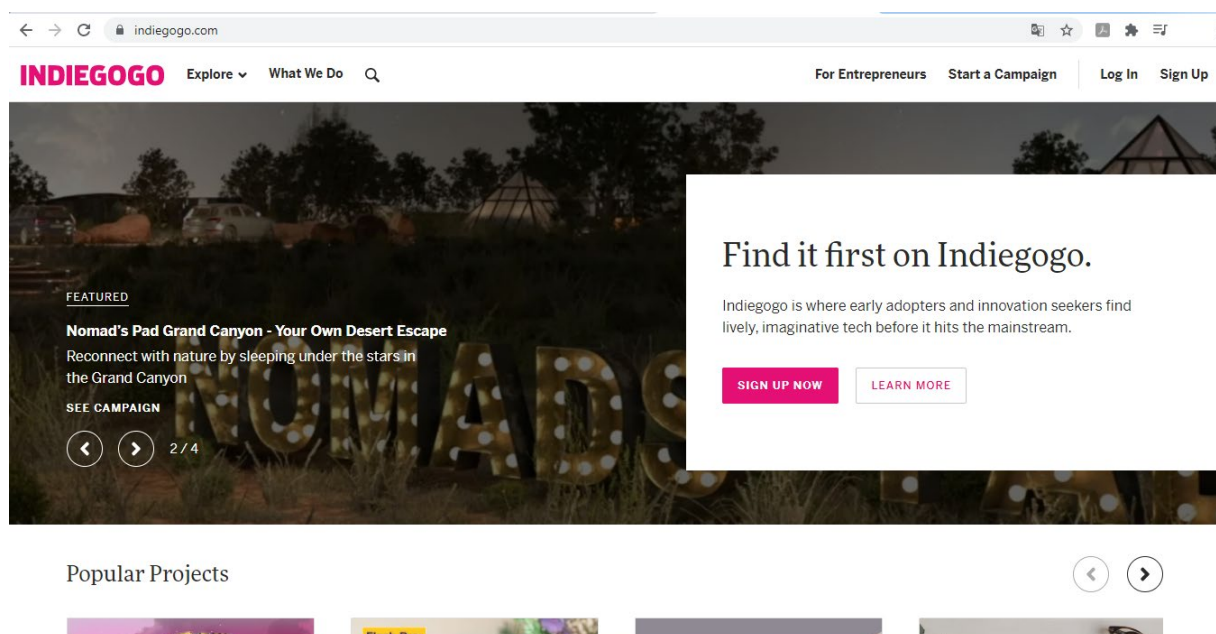 indiegogo.com
INDIEGOGO Explore What We Do For Entrepreneurs Start a Campaign Log In Sign Up
FEATURED
Nomad's Pad Grand Canyon - Your Own Desert Escape
Reconnect with nature by sleeping under the stars in
the Grand Canyon
SEE CAMPAIGN
2/4
NOMADS
Find it first on Indiegogo.
Indiegogo is where early adopters and innovation seekers find
lively, imaginative tech before it hits the mainstream.
SIGN UP NOW LEARN MORE
Popular Projects